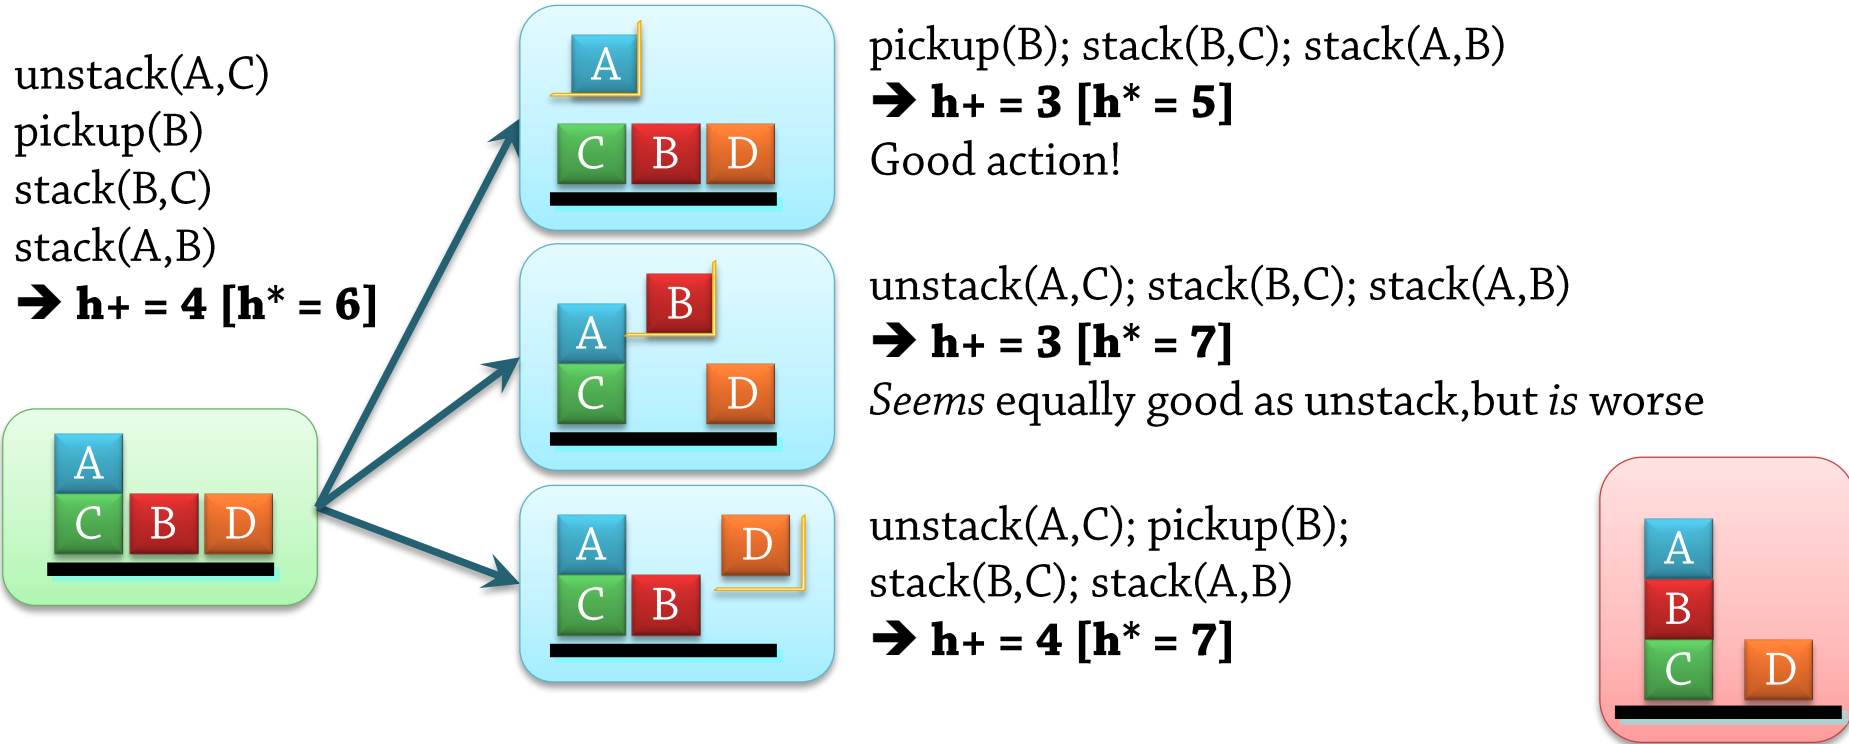 unstack(A,C)
pickup(B)
stack(B,C)
stack(A,B)
➔ h+ = 4 [h* = 6]
A
C B D
A
C B D
pickup(B); stack(B,C); stack(A,B)
➔ h+ = 3 [h* = 5]
Good action!
B
A
C D
unstack(A,C); stack(B,C); stack(A,B)
➔ h+ = 3 [h* = 7]
Seems equally good as unstack,but is worse
A D
C B
unstack(A,C); pickup(B);
stack(B,C); stack(A,B)
➔ h+ = 4 [h* = 7]
A
B
C D